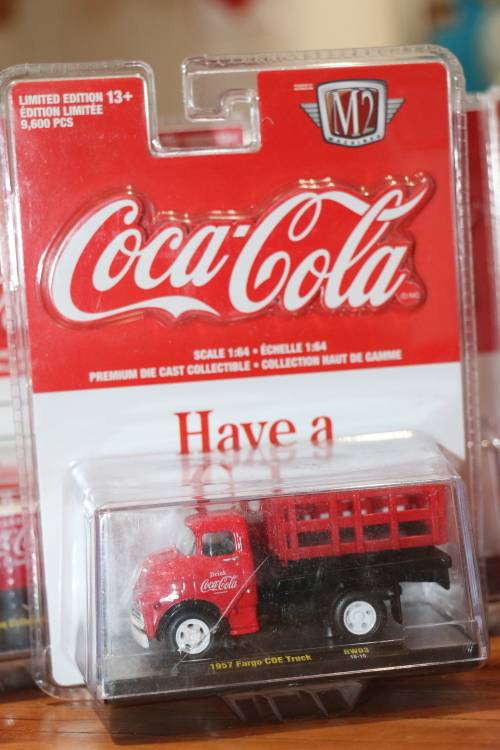 LIMITED EDITION 13+
ÉDITION LIMITÉE
9,600 PCS
M2
MACHINES
Coca-Cola
SCALE 1:64 • ÉCHELLE 1:64
PREMIUM DIE CAST COLLECTIBLE • COLLECTION HAUT DE GAMME
Have a
Drink
Coca-Cola
1957 Fargo COE Truck
RW03